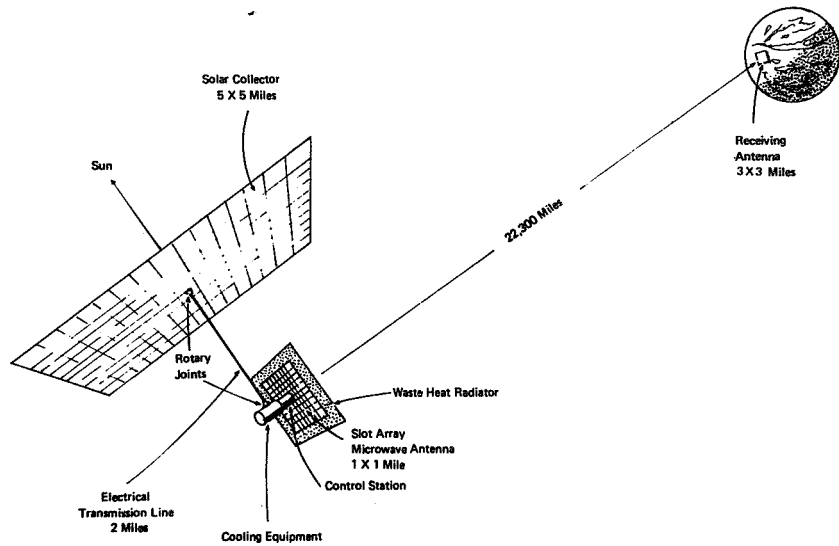 Solar Collector
5 X 5 Miles
Sun
Receiving
Antenna
3 X 3 Miles
22,300 Miles
Rotary
Joints
Waste Heat Radiator
Slot Array
Microwave Antenna
1 X 1 Mile
Control Station
Electrical
Transmission Line
2 Miles
Cooling Equipment